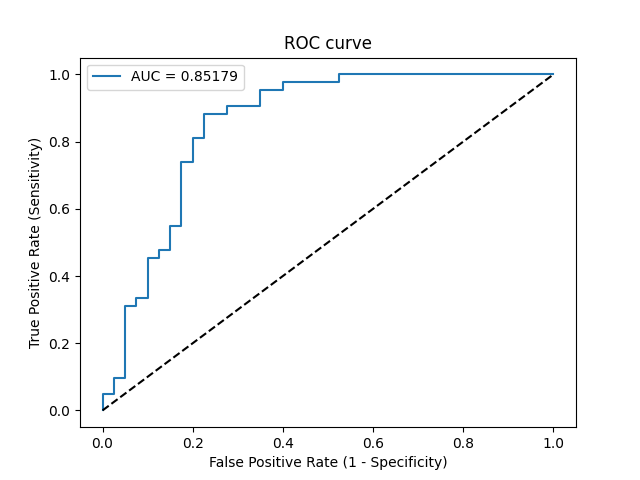 ROC curve
AUC = 0.85179
True Positive Rate (Sensitivity)
1.0
0.8
0.6
0.4
0.2
0.0
0.0 0.2 0.4 0.6 0.8 1.0
False Positive Rate (1 - Specificity)